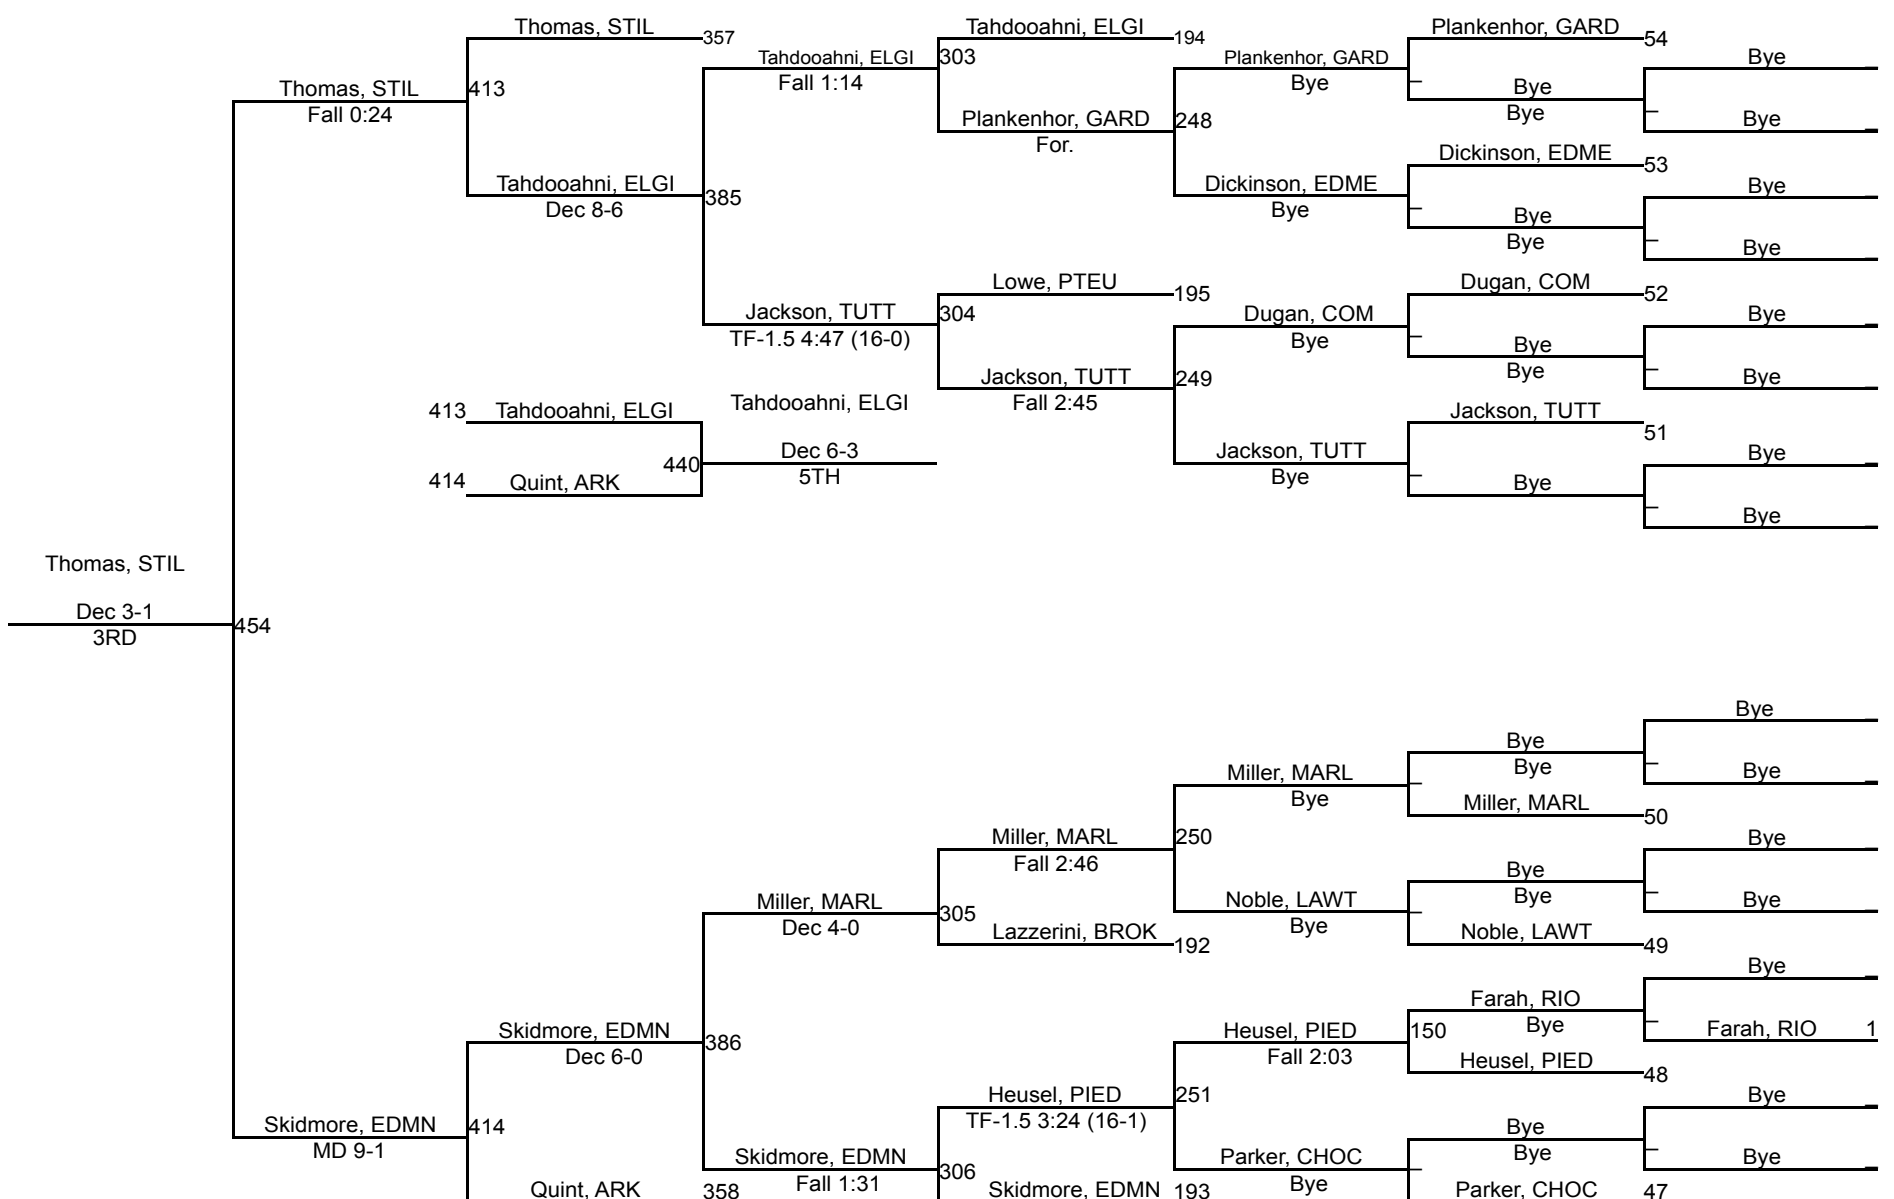 Thomas, STIL 357 Tahdooahni, ELGI 194 Plankenhor, GARD 54
Tahdooahni, ELGI 303 Plankenhor, GARD Bye
Thomas, STIL 413 Fall 1:14 Bye Bye
Fall 0:24 Plankenhor, GARD 248 Bye Bye
For.
Dickinson, EDME 53
Tahdooahni, ELGI 385 Dickinson, EDME Bye
Dec 8-6 Bye Bye
Bye Bye
Lowe, PTEU 195 Dugan, COM 52
Jackson, TUTT 304 Dugan, COM Bye
TF-1.5 4:47 (16-0) Bye Bye
Jackson, TUTT 249 Bye Bye
413 Tahdooahni, ELGI Tahdooahni, ELGI Fall 2:45 Jackson, TUTT
51
440 Dec 6-3 Jackson, TUTT Bye
414 Quint, ARK 5TH Bye Bye
Bye
Thomas, STIL
Dec 3-1 454
3RD
Bye
Bye
Miller, MARL Bye Bye
Bye Miller, MARL 50
Miller, MARL 250 Bye
Fall 2:46 Bye
Miller, MARL 305 Noble, LAWT Bye Bye
Dec 4-0 Lazzerini, BROK 192 Bye Noble, LAWT 49
Bye
Farah, RIO
Skidmore, EDMN 386 Heusel, PIED 150 Bye Farah, RIO 1
Dec 6-0 Fall 2:03 Heusel, PIED 48
Heusel, PIED 251 Bye
Skidmore, EDMN 414 TF-1.5 3:24 (16-1) Bye
MD 9-1 Skidmore, EDMN 306 Parker, CHOC Bye Bye
Quint, ARK 358 Fall 1:31 Skidmore, EDMN 193 Bye Parker, CHOC 47